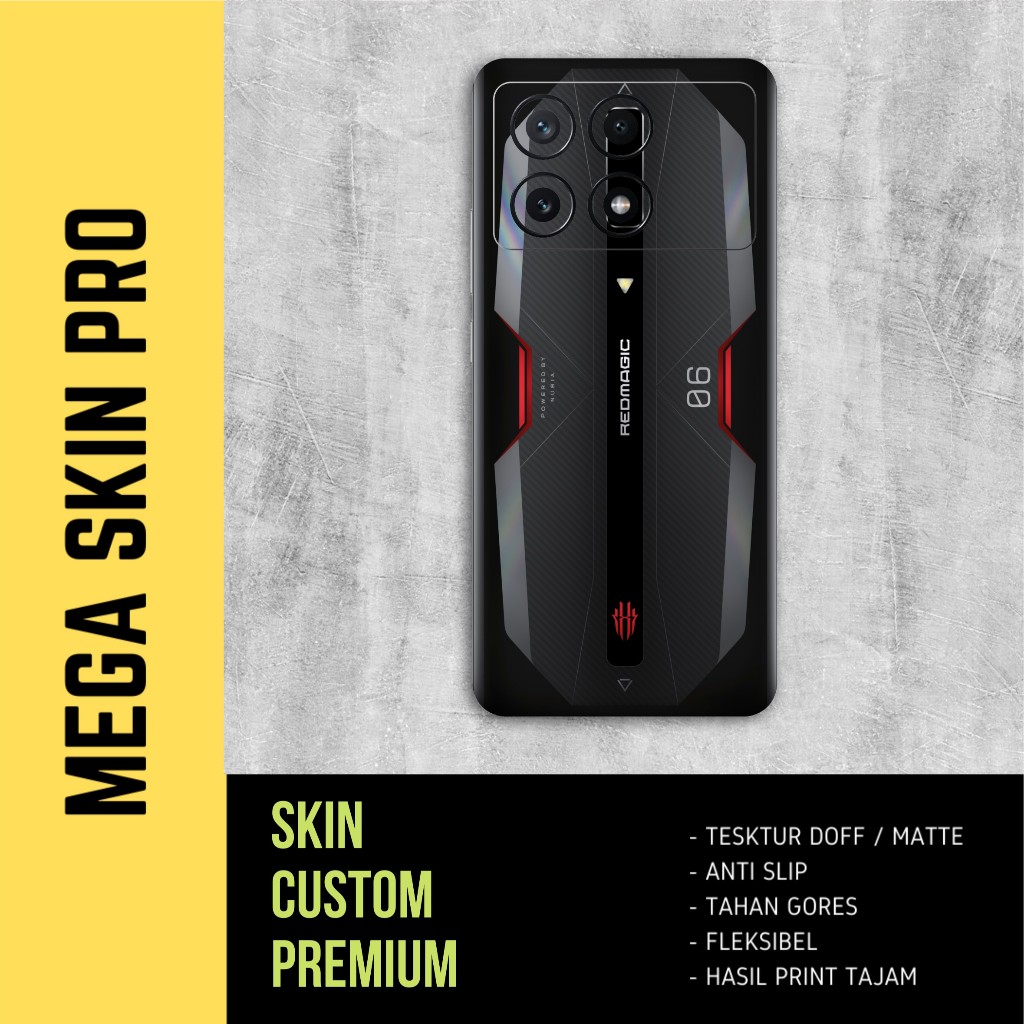 MEGA SKIN PRO
POWERED BY
NUBIA
REDMAGIC
06
SKIN
CUSTOM
PREMIUM
- TESKTUR DOFF / MATTE
- ANTI SLIP
- TAHAN GORES
- FLEKSIBEL
- HASIL PRINT TAJAM